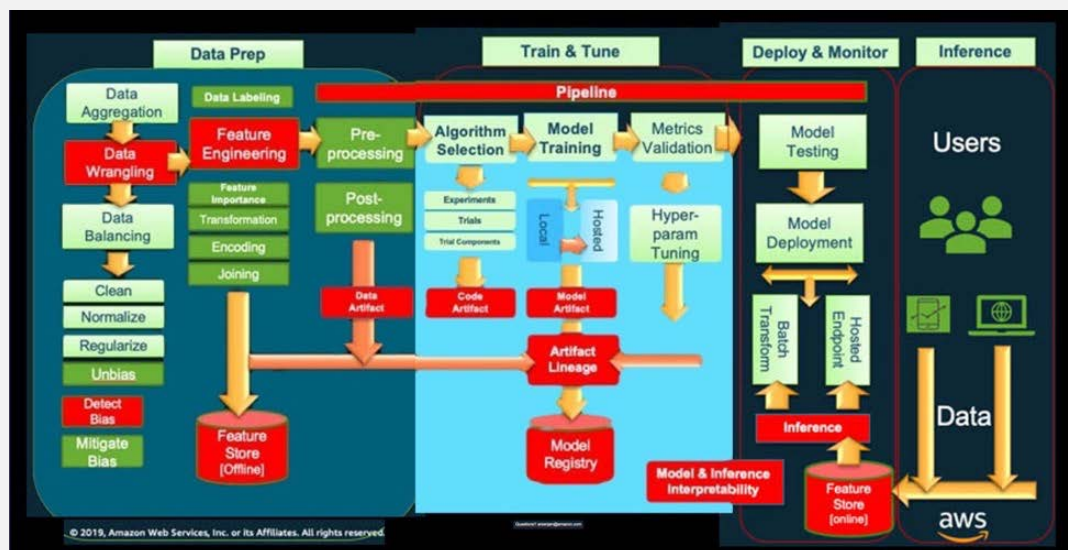 Data Prep
Train & Tune
Deploy & Monitor
Inference
Pipeline
Data
Aggregation
Data
Wrangling
Data
Balancing
Clean
Normalize
Regularize
Unbias
Detect
Bias
Mitigate
Bias
Data Labeling
Feature
Engineering
Feature
Importance
Transformation
Encoding
Joining
Feature
Store
[Offline]
Pre-
processing
Post-
processing
Data
Artifact
Algorithm
Selection
Experiments
Trials
Trial Components
Code
Artifact
Model
Training
Local
Hosted
Model
Artifact
Artifact
Lineage
Model
Registry
Metrics
Validation
Hyper-
param
Tuning
Model & Inference
Interpretability
Model
Testing
Model
Deployment
Batch
Transform
Hosted
Endpoint
Inference
Feature
Store
[online]
Users
Data
aws
© 2019, Amazon Web Services, Inc. or its Affiliates. All rights reserved.